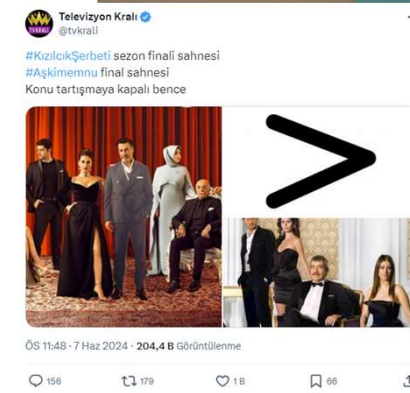 Televizyon Kralı
@tvkrali
#KızılcıkŞerbeti sezon finali sahnesi
#Aşkimemnu final sahnesi
Konu tartışmaya kapalı bence
>
ÖS 11:48 · 7 Haz 2024 · 204,4 B Görüntülenme
156 179 1 B 66